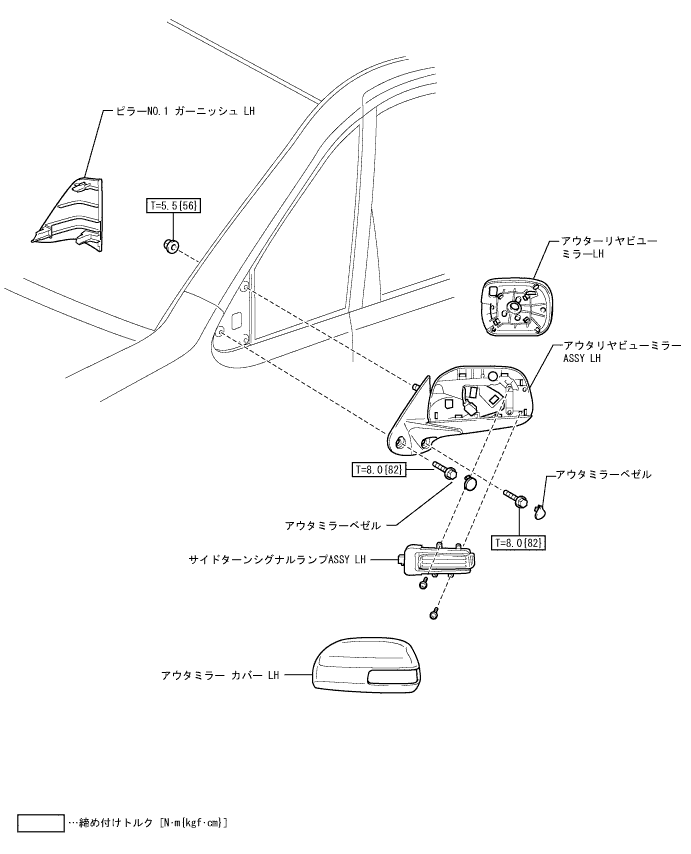 ピラーNO.1 ガーニッシュ LH
T=5.5{56}
アウターリヤビュー
ミラーLH
アウタリヤビューミラー
ASSY LH
T=8.0{82}
アウタミラーベゼル
アウタミラーベゼル
T=8.0{82}
サイドターンシグナルランプASSY LH
アウタミラー カバー LH
…締め付けトルク [N·m{kgf·cm}]